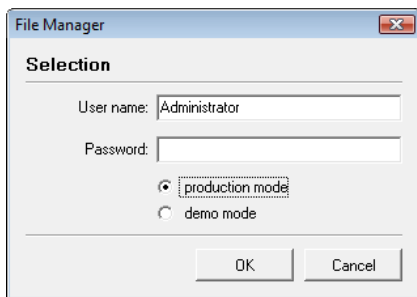 File Manager
Selection
User name: Administrator
Password:
production mode
demo mode
OK Cancel